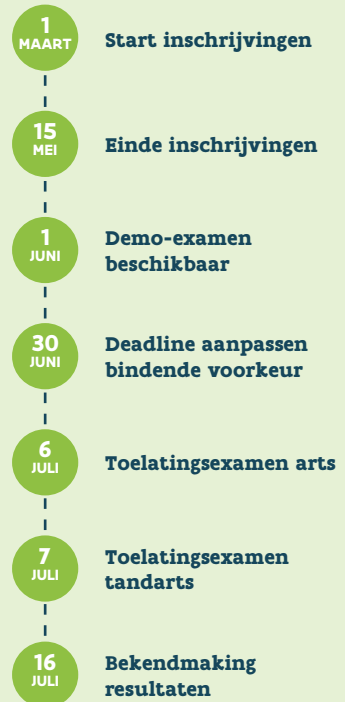 1
MAART
Start inschrijvingen
15
MEI
Einde inschrijvingen
1
JUNI
Demo-examen
beschikbaar
30
JUNI
Deadline aanpassen
bindende voorkeur
6
JULI
Toelatingsexamen arts
7
JULI
Toelatingsexamen
tandarts
16
JULI
Bekendmaking
resultaten